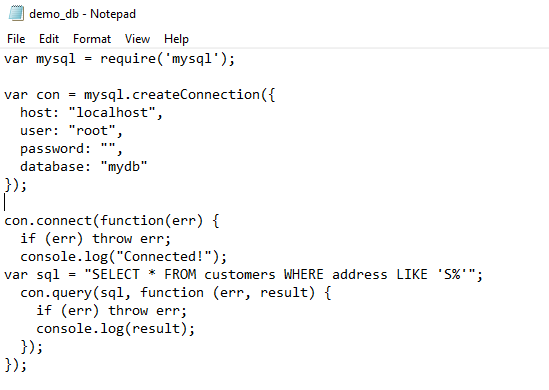 demo_db - Notepad
File Edit Format View Help
var mysql = require('mysql');

var con = mysql.createConnection({
  host: "localhost",
  user: "root",
  password: "",
  database: "mydb"
});

con.connect(function(err) {
  if (err) throw err;
  console.log("Connected!");
var sql = "SELECT * FROM customers WHERE address LIKE 'S%'";
  con.query(sql, function (err, result) {
    if (err) throw err;
    console.log(result);
  });
});